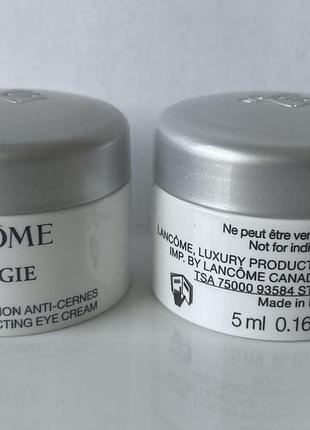 ÔME
GIE
ION ANTI-CERNES
CTING EYE CREAM
Ne peut être ver
Not for indi
LANCÔME, LUXURY PRODUCT
IMP. BY LANCÔME CANADA
TSA 75000 93584 ST
Made in
5 ml 0.16